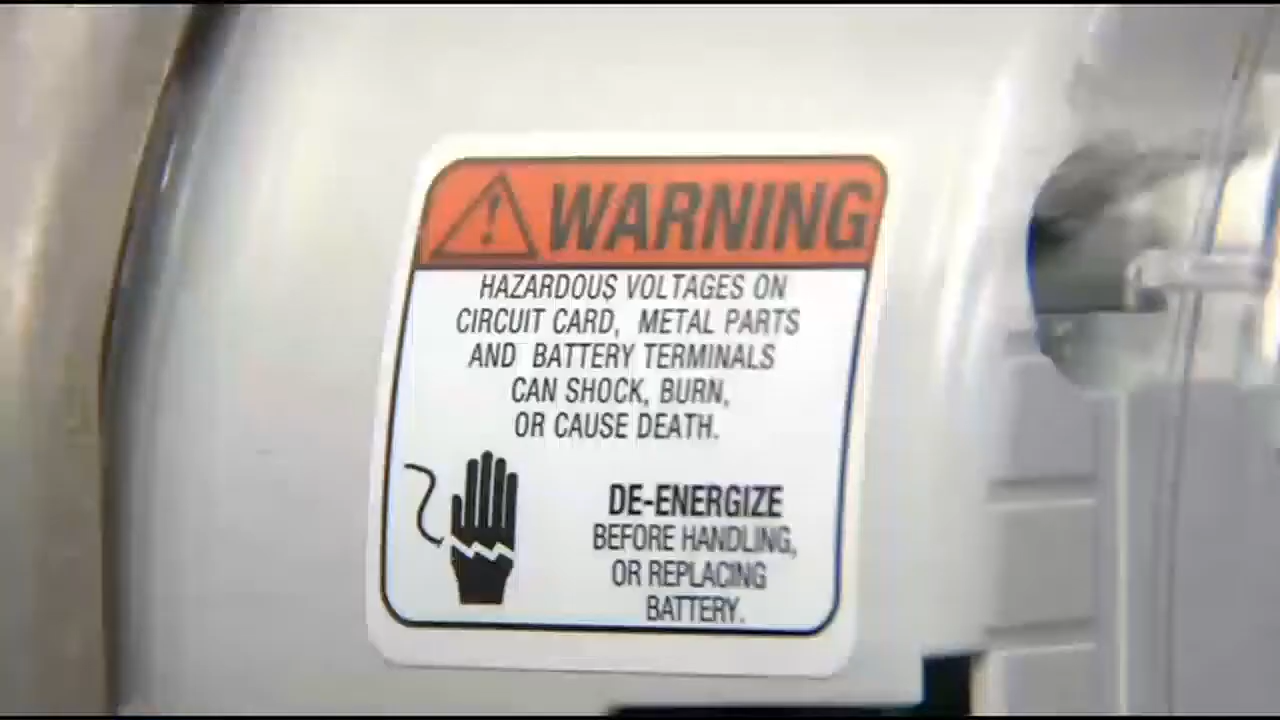 WARNING
HAZARDOUS VOLTAGES ON
CIRCUIT CARD, METAL PARTS
AND BATTERY TERMINALS
CAN SHOCK, BURN,
OR CAUSE DEATH.
DE-ENERGIZE
BEFORE HANDLING,
OR REPLACING
BATTERY.